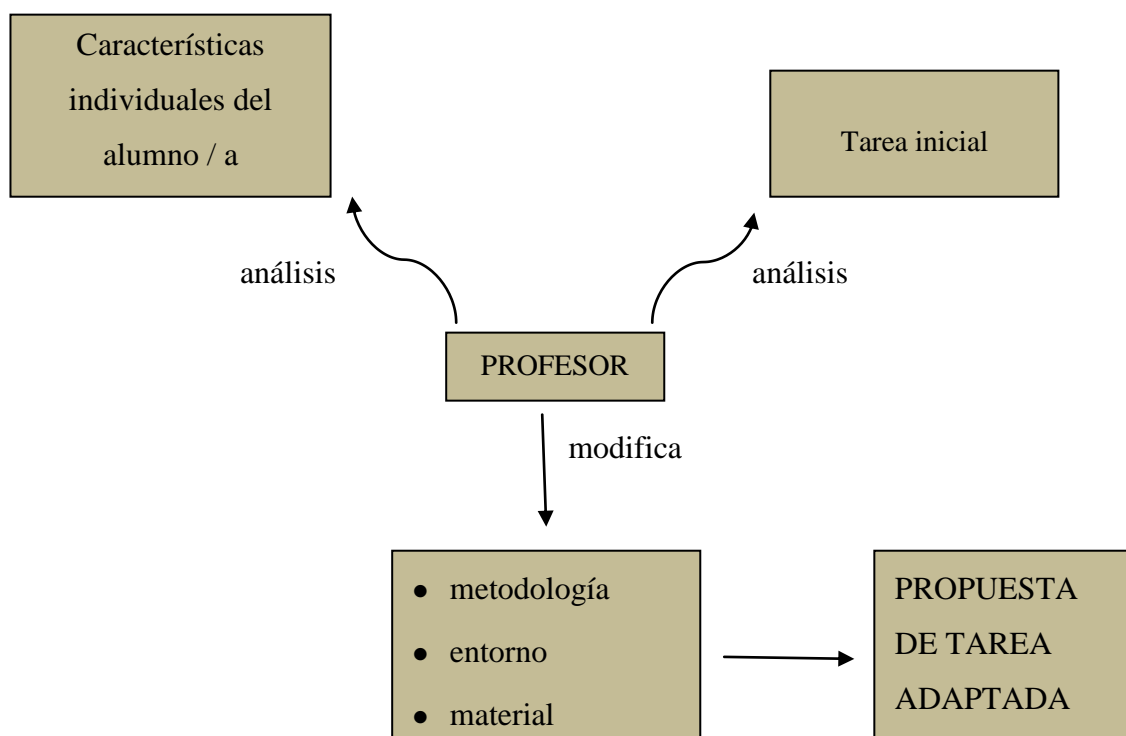 Características
individuales del
alumno / a
Tarea inicial
análisis
análisis
PROFESOR
modifica
● metodología
● entorno
● material
PROPUESTA
DE TAREA
ADAPTADA